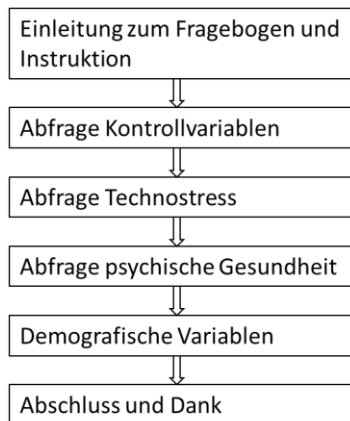 Einleitung zum Fragebogen und
Instruktion
Abfrage Kontrollvariablen
Abfrage Technostress
Abfrage psychische Gesundheit
Demografische Variablen
Abschluss und Dank